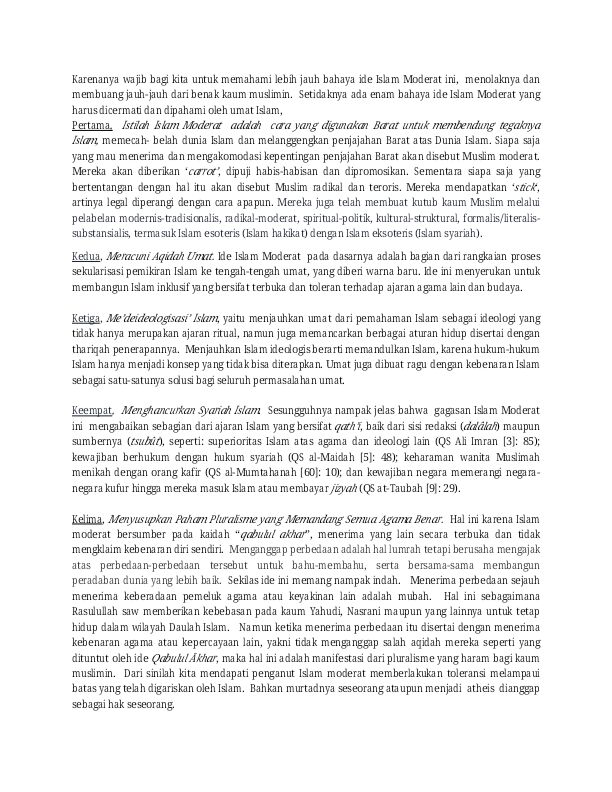 Karenanya wajib bagi kita untuk memahami lebih jauh bahaya ide Islam Moderat ini,  menolaknya dan
membuang jauh-jauh dari benak kaum muslimin.  Setidaknya ada enam bahaya ide Islam Moderat yang
harus dicermati dan dipahami oleh umat Islam,
Pertama,  Istilah Islam Moderat  adalah  cara yang digunakan Barat untuk membendung tegaknya
Islam, memecah- belah dunia Islam dan melanggengkan penjajahan Barat atas Dunia Islam. Siapa saja
yang mau menerima dan mengakomodasi kepentingan penjajahan Barat akan disebut Muslim moderat.
Mereka akan diberikan ‘carrot’, dipuji habis-habisan dan dipromosikan. Sementara siapa saja yang
bertentangan dengan hal itu akan disebut Muslim radikal dan teroris. Mereka mendapatkan ‘stick‘,
artinya legal diperangi dengan cara apapun. Mereka juga telah membuat kutub kaum Muslim melalui
pelabelan modernis-tradisionalis, radikal-moderat, spiritual-politik, kultural-struktural, formalis/literalis-
substansialis, termasuk Islam esoteris (Islam hakikat) dengan Islam eksoteris (Islam syariah).
Kedua, Meracuni Aqidah Umat. Ide Islam Moderat  pada dasarnya adalah bagian dari rangkaian proses
sekularisasi pemikiran Islam ke tengah-tengah umat, yang diberi warna baru. Ide ini menyerukan untuk
membangun Islam inklusif yang bersifat terbuka dan toleran terhadap ajaran agama lain dan budaya.
Ketiga, Me’deideologisasi’ Islam, yaitu menjauhkan umat dari pemahaman Islam sebagai ideologi yang
tidak hanya merupakan ajaran ritual, namun juga memancarkan berbagai aturan hidup disertai dengan
thariqah penerapannya.  Menjauhkan Islam ideologis berarti memandulkan Islam, karena hukum-hukum
Islam hanya menjadi konsep yang tidak bisa diterapkan. Umat juga dibuat ragu dengan kebenaran Islam
sebagai satu-satunya solusi bagi seluruh permasalahan umat.
Keempat,  Menghancurkan Syariah Islam.  Sesungguhnya nampak jelas bahwa  gagasan Islam Moderat
ini  mengabaikan sebagian dari ajaran Islam yang bersifat qath’î, baik dari sisi redaksi (dalâlah) maupun
sumbernya (tsubût), seperti: superioritas Islam atas agama dan ideologi lain (QS Ali Imran [3]: 85);
kewajiban berhukum dengan hukum syariah (QS al-Maidah [5]: 48); keharaman wanita Muslimah
menikah dengan orang kafir (QS al-Mumtahanah [60]: 10); dan kewajiban negara memerangi negara-
negara kufur hingga mereka masuk Islam atau membayar jizyah (QS at-Taubah [9]: 29).
Kelima, Menyusupkan Paham Pluralisme yang Memandang Semua Agama Benar.  Hal ini karena Islam
moderat bersumber pada kaidah “qabulul akhar”, menerima yang lain secara terbuka dan tidak
mengklaim kebenaran diri sendiri.  Menganggap perbedaan adalah hal lumrah tetapi berusaha mengajak
atas perbedaan-perbedaan tersebut untuk bahu-membahu, serta bersama-sama membangun
peradaban dunia yang lebih baik.  Sekilas ide ini memang nampak indah.   Menerima perbedaan sejauh
menerima keberadaan pemeluk agama atau keyakinan lain adalah mubah.  Hal ini sebagaimana
Rasulullah saw memberikan kebebasan pada kaum Yahudi, Nasrani maupun yang lainnya untuk tetap
hidup dalam wilayah Daulah Islam.   Namun ketika menerima perbedaan itu disertai dengan menerima
kebenaran agama atau kepercayaan lain, yakni tidak menganggap salah aqidah mereka seperti yang
dituntut oleh ide Qabulul Âkhar, maka hal ini adalah manifestasi dari pluralisme yang haram bagi kaum
muslimin.  Dari sinilah kita mendapati penganut Islam moderat memberlakukan toleransi melampaui
batas yang telah digariskan oleh Islam.  Bahkan murtadnya seseorang ataupun menjadi  atheis  dianggap
sebagai hak seseorang.